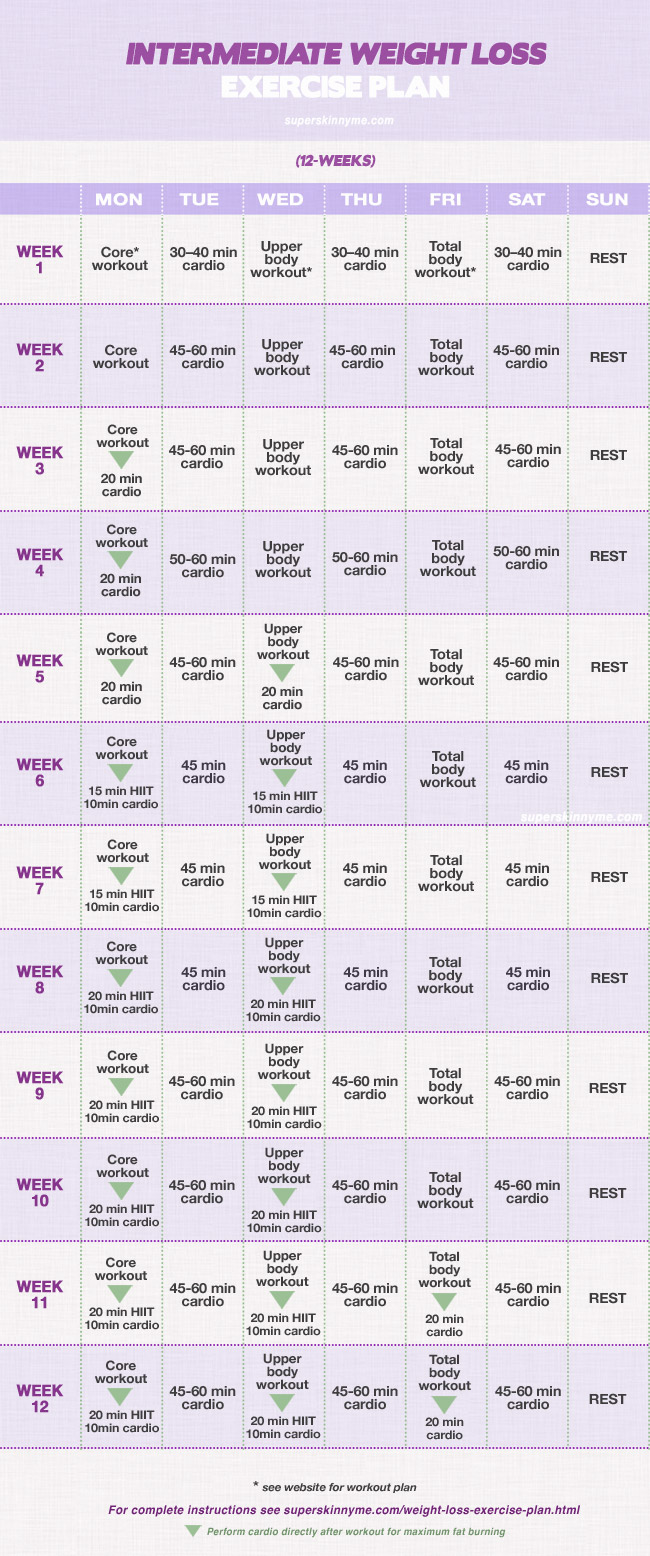 INTERMEDIATE WEIGHT LOSS
EXERCISE PLAN
superskinnyme.com
(12-WEEKS)
MON TUE WED THU FRI SAT SUN
WEEK 1
Core* workout
30–40 min cardio
Upper body workout*
30–40 min cardio
Total body workout*
30–40 min cardio
REST
WEEK 2
Core workout
45-60 min cardio
Upper body workout
45-60 min cardio
Total body workout
45-60 min cardio
REST
WEEK 3
Core workout
20 min cardio
45-60 min cardio
Upper body workout
45-60 min cardio
Total body workout
45-60 min cardio
REST
WEEK 4
Core workout
20 min cardio
50-60 min cardio
Upper body workout
50-60 min cardio
Total body workout
50-60 min cardio
REST
WEEK 5
Core workout
20 min cardio
45-60 min cardio
Upper body workout
20 min cardio
45-60 min cardio
Total body workout
45-60 min cardio
REST
WEEK 6
Core workout
15 min HIIT
10min cardio
45 min cardio
Upper body workout
15 min HIIT
10min cardio
45 min cardio
Total body workout
45 min cardio
REST
superskinnyme.com
WEEK 7
Core workout
15 min HIIT
10min cardio
45 min cardio
Upper body workout
15 min HIIT
10min cardio
45 min cardio
Total body workout
45 min cardio
REST
WEEK 8
Core workout
20 min HIIT
10min cardio
45 min cardio
Upper body workout
20 min HIIT
10min cardio
45 min cardio
Total body workout
45 min cardio
REST
WEEK 9
Core workout
20 min HIIT
10min cardio
45-60 min cardio
Upper body workout
20 min HIIT
10min cardio
45-60 min cardio
Total body workout
45-60 min cardio
REST
WEEK 10
Core workout
20 min HIIT
10min cardio
45-60 min cardio
Upper body workout
20 min HIIT
10min cardio
45-60 min cardio
Total body workout
45-60 min cardio
REST
WEEK 11
Core workout
20 min HIIT
10min cardio
45-60 min cardio
Upper body workout
20 min HIIT
10min cardio
45-60 min cardio
Total body workout
20 min cardio
45-60 min cardio
REST
WEEK 12
Core workout
20 min HIIT
10min cardio
45-60 min cardio
Upper body workout
20 min HIIT
10min cardio
45-60 min cardio
Total body workout
20 min cardio
45-60 min cardio
REST
* see website for workout plan
For complete instructions see superskinnyme.com/weight-loss-exercise-plan.html
Perform cardio directly after workout for maximum fat burning